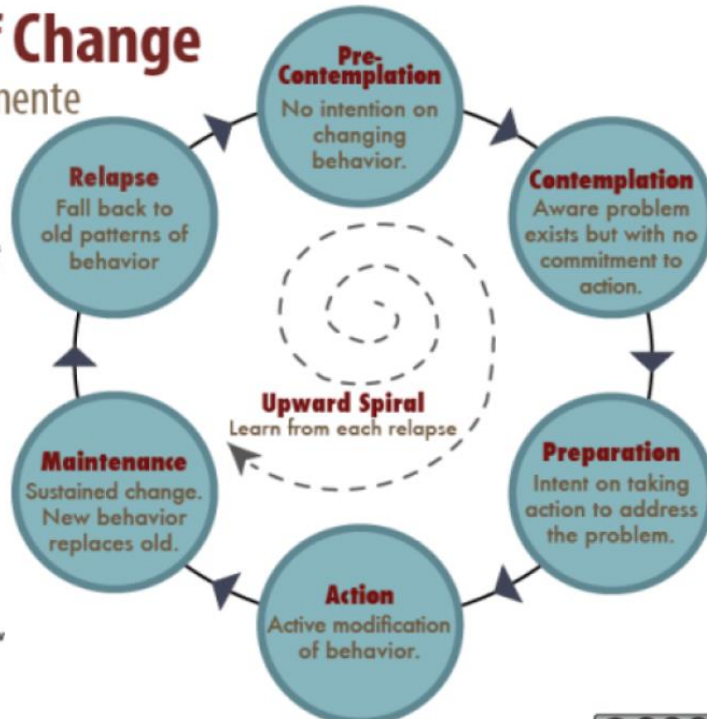 Change
Pre-
Contemplation
No intention on
changing
behavior.
Contemplation
Aware problem
exists but with no
commitment to
action.
Preparation
Intent on taking
action to address
the problem.
Action
Active modification
of behavior.
Maintenance
Sustained change.
New behavior
replaces old.
Relapse
Fall back to
old patterns of
behavior
Upward Spiral
Learn from each relapse